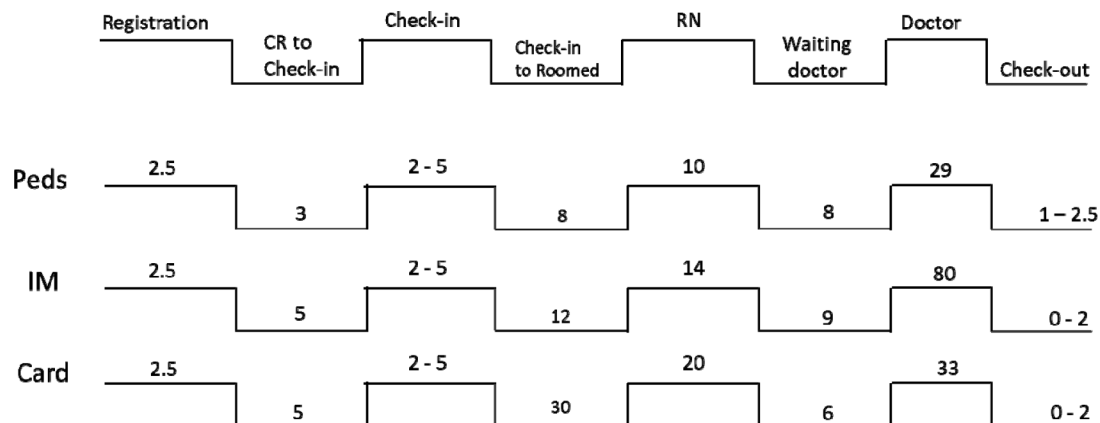 Registration
CR to
Check-in
Check-in
Check-in
to Roomed
RN
Waiting
doctor
Doctor
Check-out
Peds
2.5
3
2 - 5
8
10
8
29
1 – 2.5
IM
2.5
5
2 - 5
12
14
9
80
0 - 2
Card
2.5
5
2 - 5
30
20
6
33
0 - 2